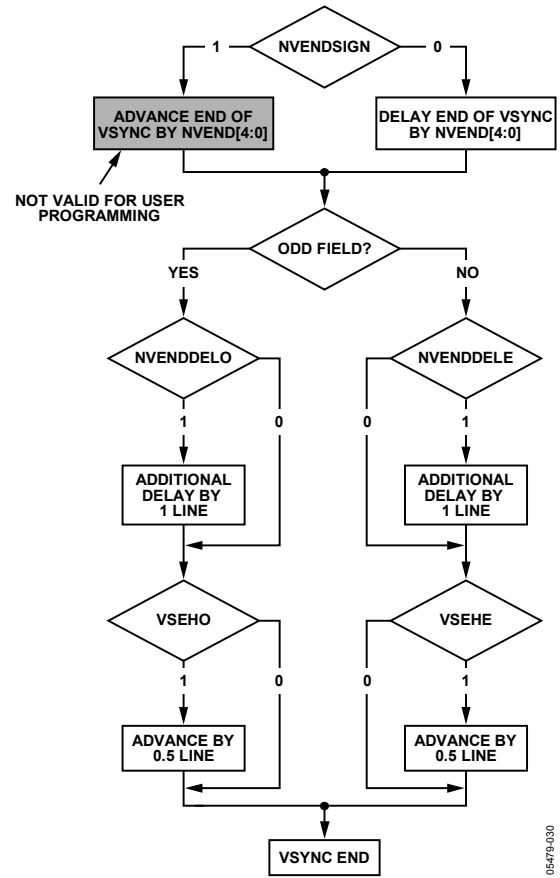 NVENDSIGN
1
0
ADVANCE END OF
VSYNC BY NVEND[4:0]
DELAY END OF VSYNC
BY NVEND[4:0]
NOT VALID FOR USER
PROGRAMMING
ODD FIELD?
YES
NO
NVENDDELO
NVENDDELE
1
0
0
1
ADDITIONAL
DELAY BY
1 LINE
ADDITIONAL
DELAY BY
1 LINE
VSEHO
VSEHE
1
0
0
1
ADVANCE BY
0.5 LINE
ADVANCE BY
0.5 LINE
VSYNC END
05479-030